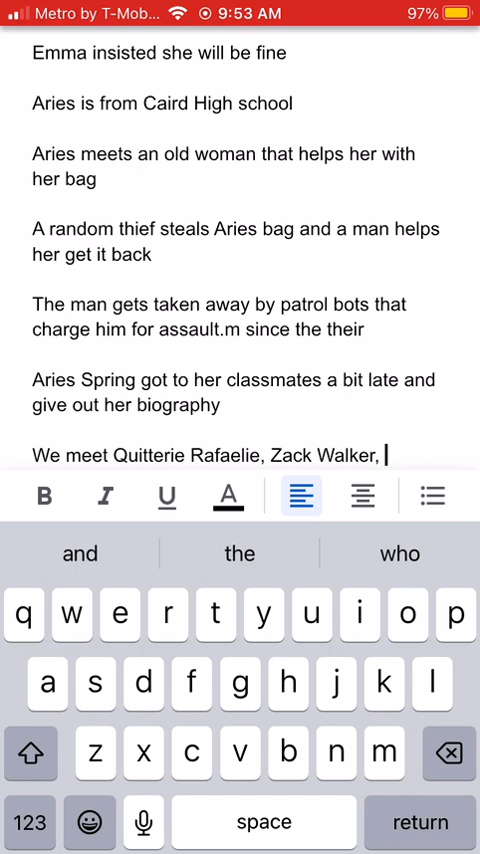 Metro by T-Mob... 9:53 AM 97%
Emma insisted she will be fine
Aries is from Caird High school
Aries meets an old woman that helps her with
her bag
A random thief steals Aries bag and a man helps
her get it back
The man gets taken away by patrol bots that
charge him for assault.m since the their
Aries Spring got to her classmates a bit late and
give out her biography
We meet Quitterie Rafaelie, Zack Walker,
B I U A
and the who
q w e r t y u i o p
a s d f g h j k l
z x c v b n m
123 space return